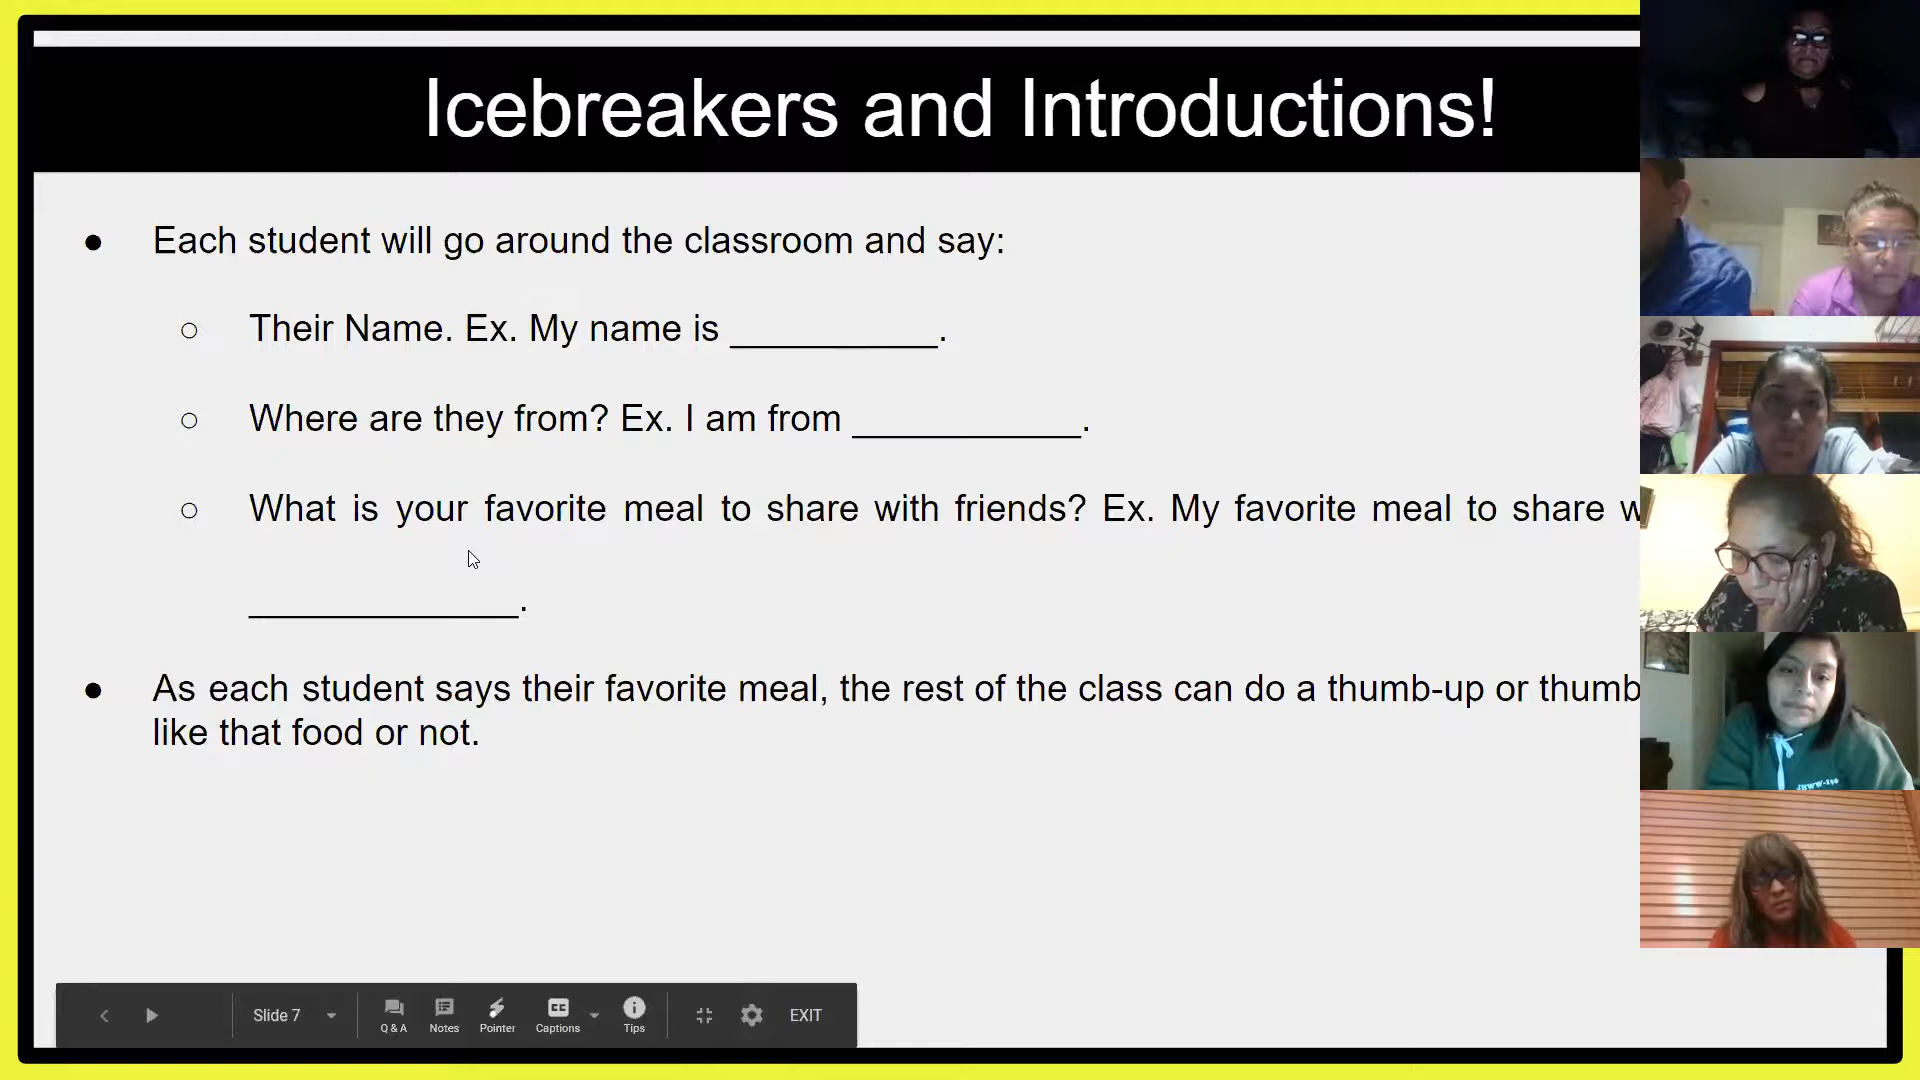 Icebreakers and Introductions!
● Each student will go around the classroom and say:
○ Their Name. Ex. My name is __________.
○ Where are they from? Ex. I am from ___________.
○ What is your favorite meal to share with friends? Ex. My favorite meal to share
_____________.
● As each student says their favorite meal, the rest of the class can do a thumb-up or thumb
like that food or not.
Slide 7
Q & A
Notes
Pointer
CC
Captions
Tips
EXIT